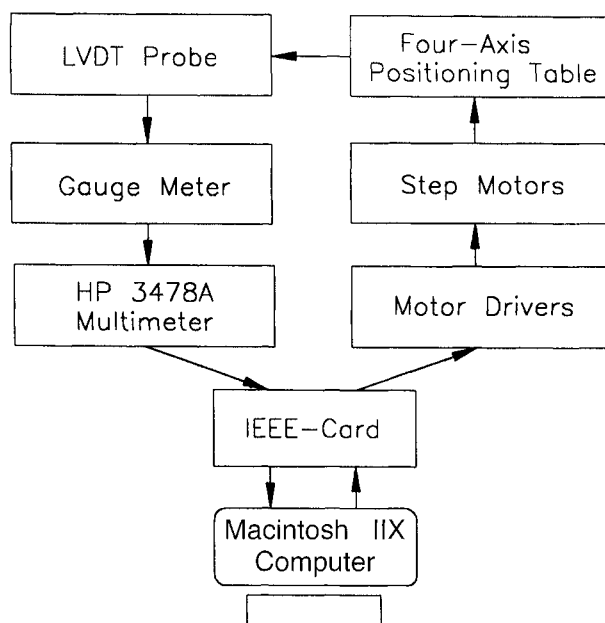 LVDT Probe
Four-Axis
Positioning Table
Gauge Meter
Step Motors
HP 3478A
Multimeter
Motor Drivers
IEEE-Card
Macintosh IIX
Computer